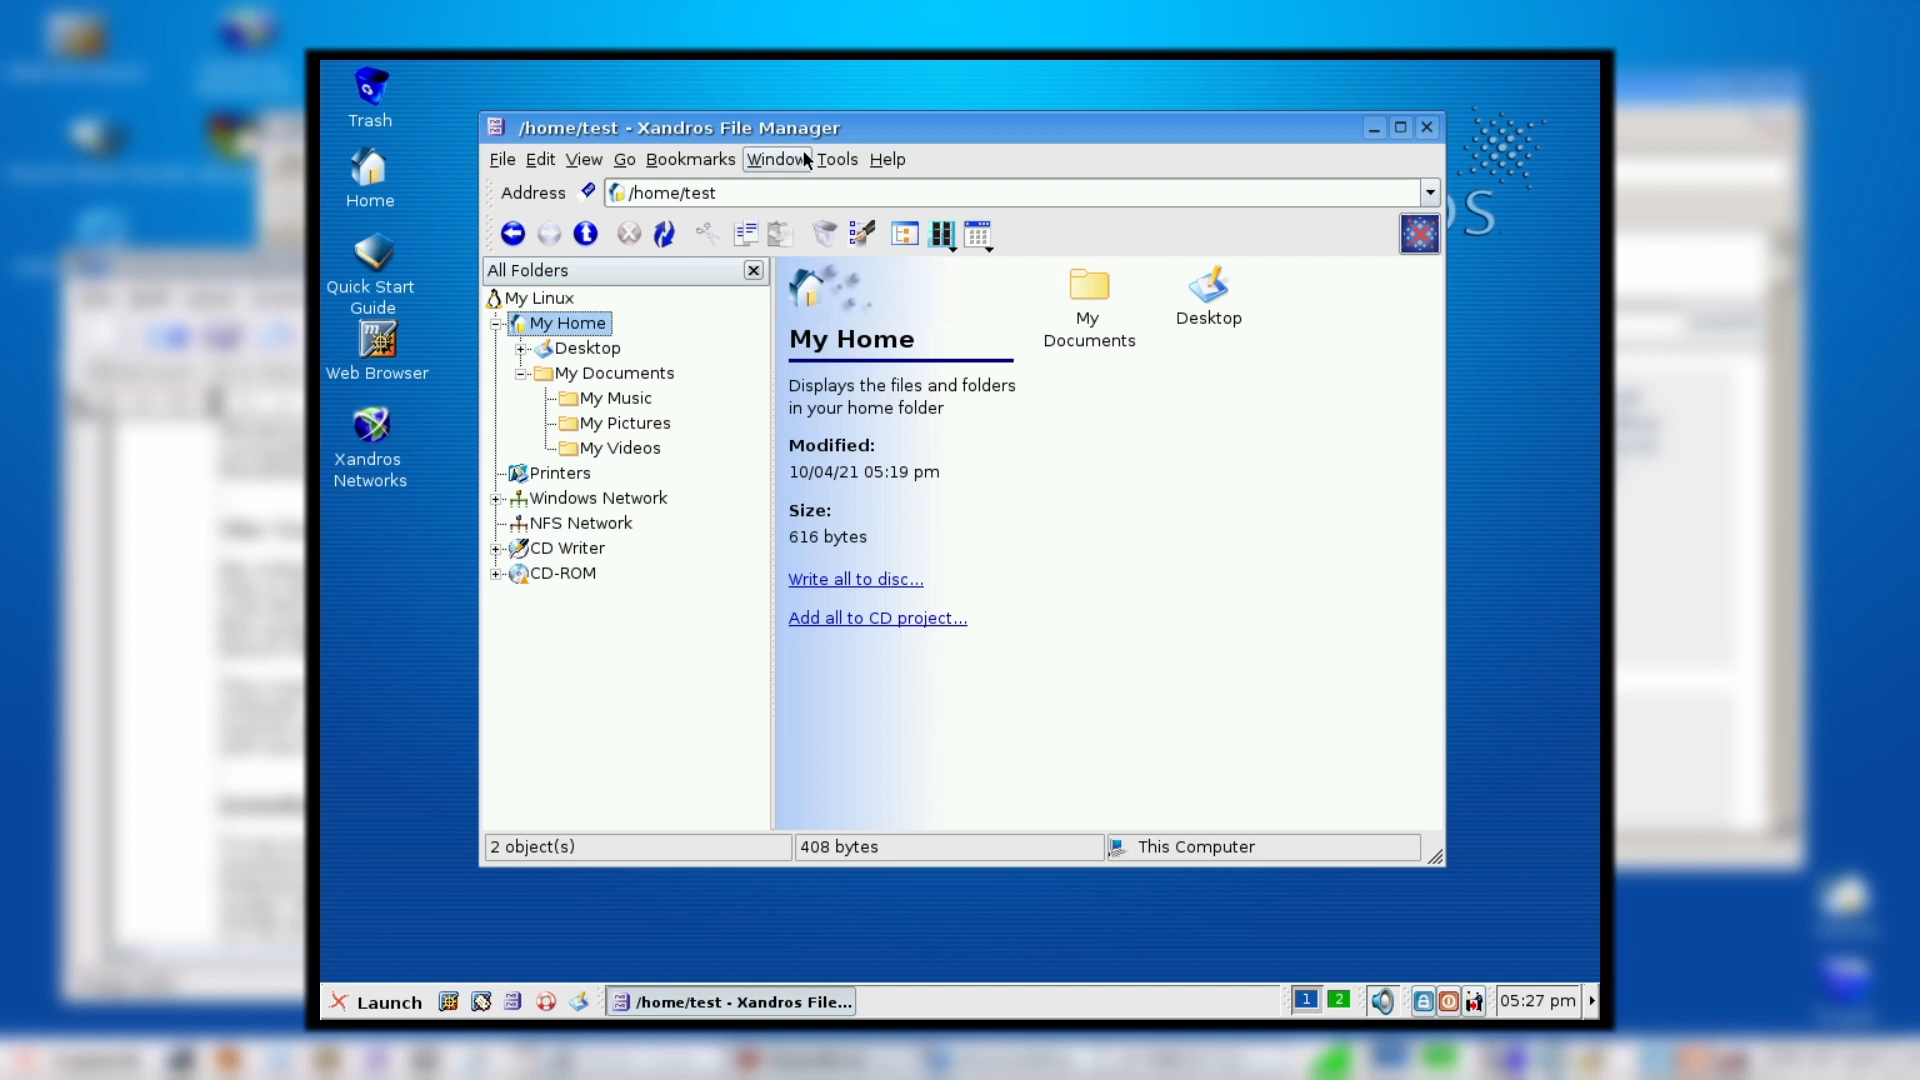 Trash
Home
Quick Start
Guide
Web Browser
Xandros
Networks
/home/test - Xandros File Manager
File Edit View Go Bookmarks Window Tools Help
Address /home/test
All Folders
My Linux
My Home
Desktop
My Documents
My Music
My Pictures
My Videos
Printers
Windows Network
NFS Network
CD Writer
CD-ROM
My Home
Displays the files and folders
in your home folder
Modified:
10/04/21 05:19 pm
Size:
616 bytes
Write all to disc...
Add all to CD project...
My
Documents
Desktop
2 object(s) 408 bytes This Computer
Launch /home/test - Xandros File... 1 2 05:27 pm